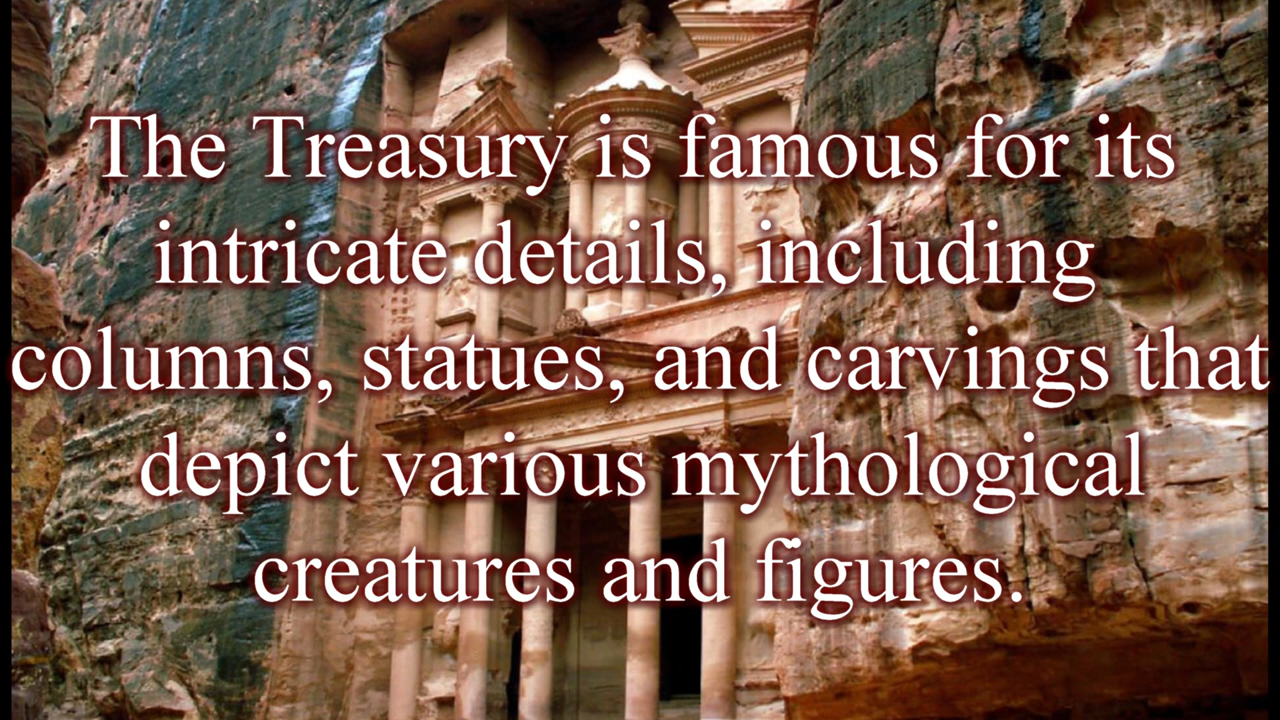 The Treasury is famous for its
intricate details, including
columns, statues, and carvings that
depict various mythological
creatures and figures.